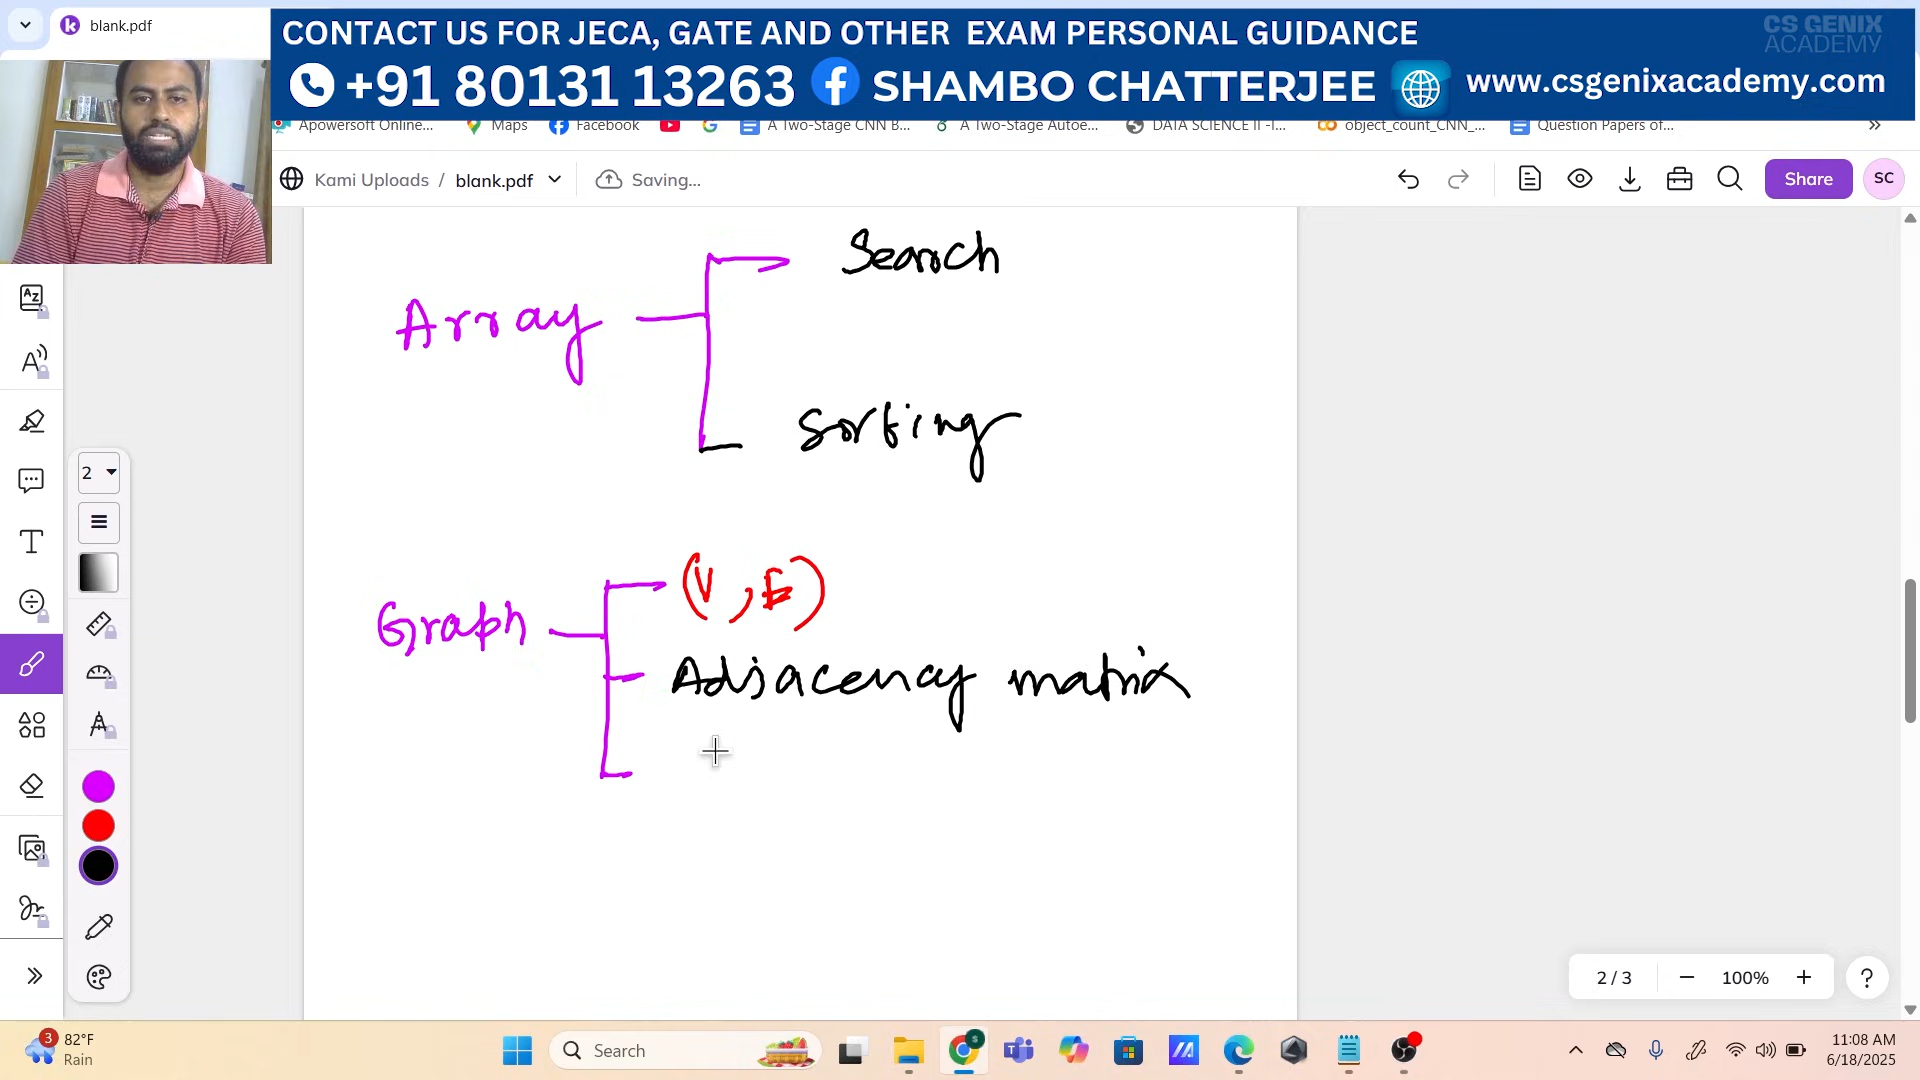 blank.pdf
CONTACT US FOR JECA, GATE AND OTHER EXAM PERSONAL GUIDANCE
CS GENIX ACADEMY
+91 80131 13263 SHAMBO CHATTERJEE www.csgenixacademy.com
Apowersoft Online... Maps Facebook A Two-Stage CNN B... A Two-Stage Autoe... DATA SCIENCE II -I... object_count_CNN_... Question Papers of... »
Kami Uploads / blank.pdf Saving... Share SC
Search
Array
Sorting
(V, E)
Graph
Adjacency matrix
2
2 / 3 − 100% + ?
3 82°F
Rain
Search
11:08 AM
6/18/2025